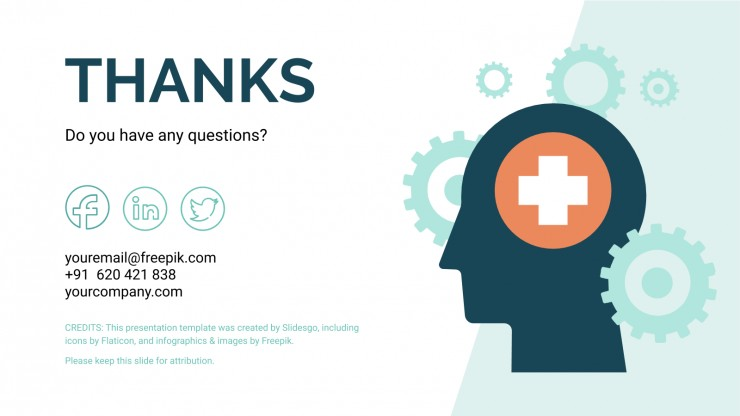 THANKS
Do you have any questions?
youremail@freepik.com
+91  620 421 838
yourcompany.com
CREDITS: This presentation template was created by Slidesgo, including
icons by Flaticon, and infographics & images by Freepik.
Please keep this slide for attribution.